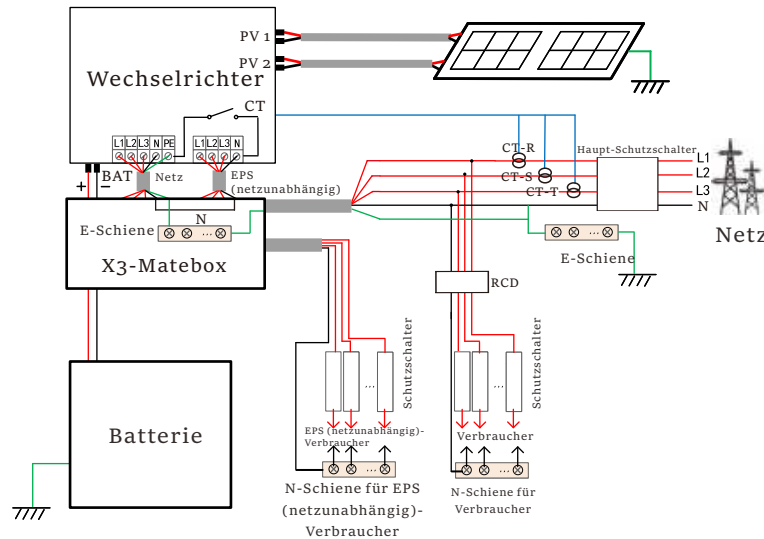 PV 1
PV 2
Wechselrichter
CT
L1 L2 L3 N PE
L1 L2 L3 N
BAT
+ −
Netz
EPS
(netzunabhängig)
CT-R
CT-S
CT-T
Haupt-Schutzschalter
L1
L2
L3
N
Netz
N
E-Schiene
...
X3-Matebox
...
E-Schiene
RCD
Batterie
...
Schutzschalter
EPS (netzunabhängig)-
Verbraucher
...
N-Schiene für EPS
(netzunabhängig)-
Verbraucher
...
Schutzschalter
Verbraucher
...
N-Schiene für
Verbraucher